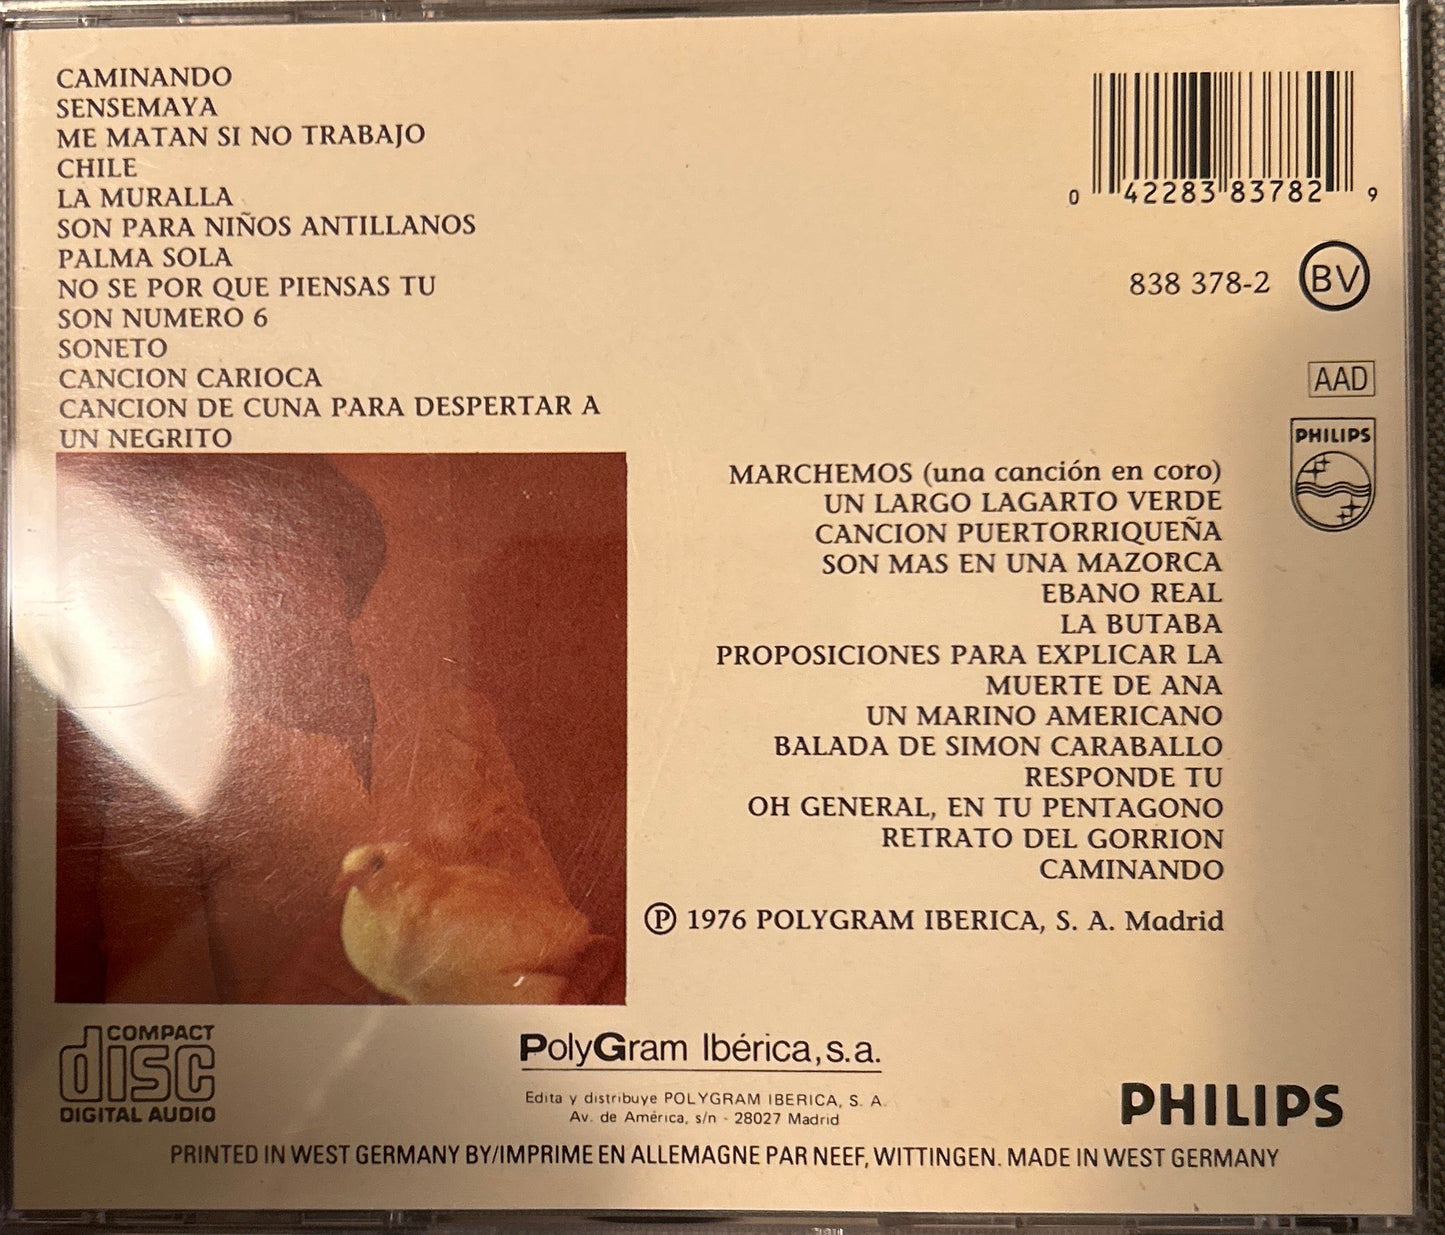 CAMINANDO
SENSEMAYA
ME MATAN SI NO TRABAJO
CHILE
LA MURALLA
SON PARA NIÑOS ANTILLANOS
PALMA SOLA
NO SE POR QUE PIENSAS TU
SON NUMERO 6
SONETO
CANCION CARIOCA
CANCION DE CUNA PARA DESPERTAR A
UN NEGRITO
0 42283 83782 9
838 378-2 BV
AAD
PHILIPS
MARCHEMOS (una canción en coro)
UN LARGO LAGARTO VERDE
CANCION PUERTORRIQUEÑA
SON MAS EN UNA MAZORCA
EBANO REAL
LA BUTABA
PROPOSICIONES PARA EXPLICAR LA
MUERTE DE ANA
UN MARINO AMERICANO
BALADA DE SIMON CARABALLO
RESPONDE TU
OH GENERAL, EN TU PENTAGONO
RETRATO DEL GORRION
CAMINANDO
Ⓟ 1976 POLYGRAM IBERICA, S. A. Madrid
COMPACT
disc
DIGITAL AUDIO
PolyGram Ibérica, s.a.
Edita y distribuye POLYGRAM IBERICA, S. A.
Av. de América, s/n - 28027 Madrid
PHILIPS
PRINTED IN WEST GERMANY BY/IMPRIME EN ALLEMAGNE PAR NEEF, WITTINGEN. MADE IN WEST GERMANY